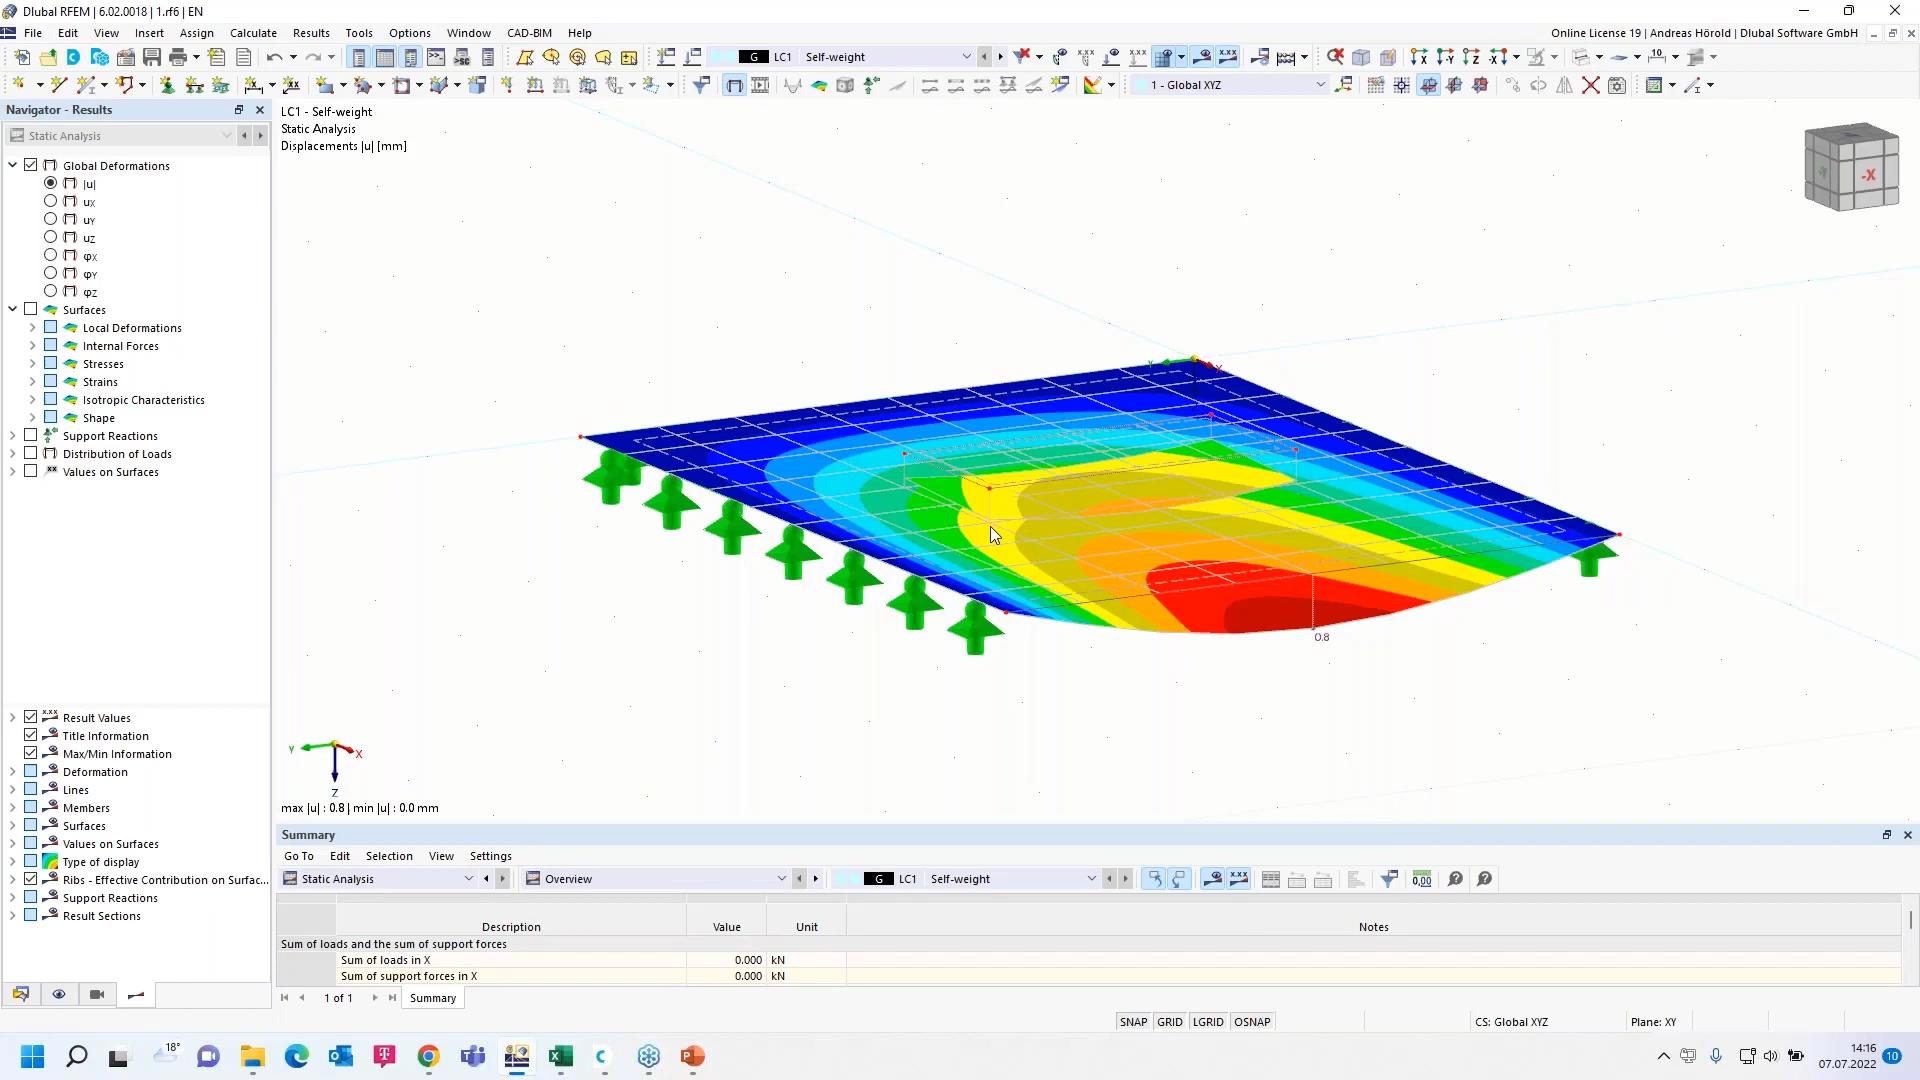 Dlubal RFEM | 6.02.0018 | 1.rf6 | EN
File Edit View Insert Assign Calculate Results Tools Options Window CAD-BIM Help
Online License 19 | Andreas Hörold | Dlubal Software GmbH
G LC1 Self-weight
1 - Global XYZ
Navigator - Results
Static Analysis
Global Deformations
|u|
uX
uY
uZ
φX
φY
φZ
Surfaces
Local Deformations
Internal Forces
Stresses
Strains
Isotropic Characteristics
Shape
Support Reactions
Distribution of Loads
Values on Surfaces
Result Values
Title Information
Max/Min Information
Deformation
Lines
Members
Surfaces
Values on Surfaces
Type of display
Ribs - Effective Contribution on Surfac...
Support Reactions
Result Sections
LC1 - Self-weight
Static Analysis
Displacements |u| [mm]
-X
Y
X
0.8
Y
X
Z
max |u| : 0.8 | min |u| : 0.0 mm
Summary
Go To Edit Selection View Settings
Static Analysis
Overview
G LC1 Self-weight
0,00
Description Value Unit Notes
Sum of loads and the sum of support forces
Sum of loads in X 0.000 kN
Sum of support forces in X 0.000 kN
1 of 1
Summary
SNAP GRID LGRID OSNAP
CS: Global XYZ
Plane: XY
18°
14:16
07.07.2022
10